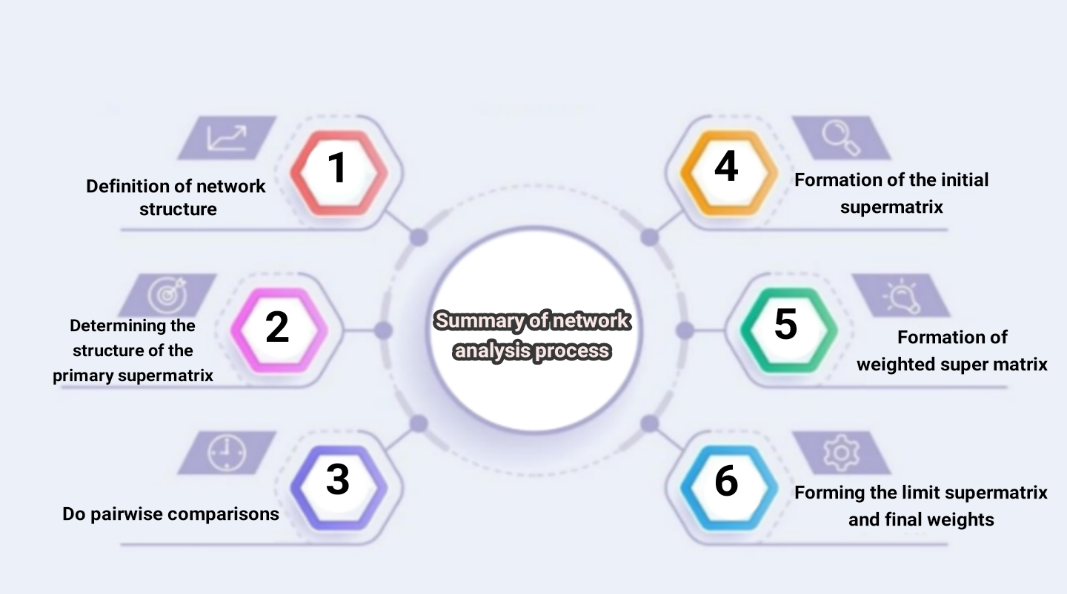 1
Definition of network
structure
2
Determining the
structure of the
primary supermatrix
3
Do pairwise comparisons
Summary of network
analysis process
4
Formation of the initial
supermatrix
5
Formation of
weighted super matrix
6
Forming the limit supermatrix
and final weights